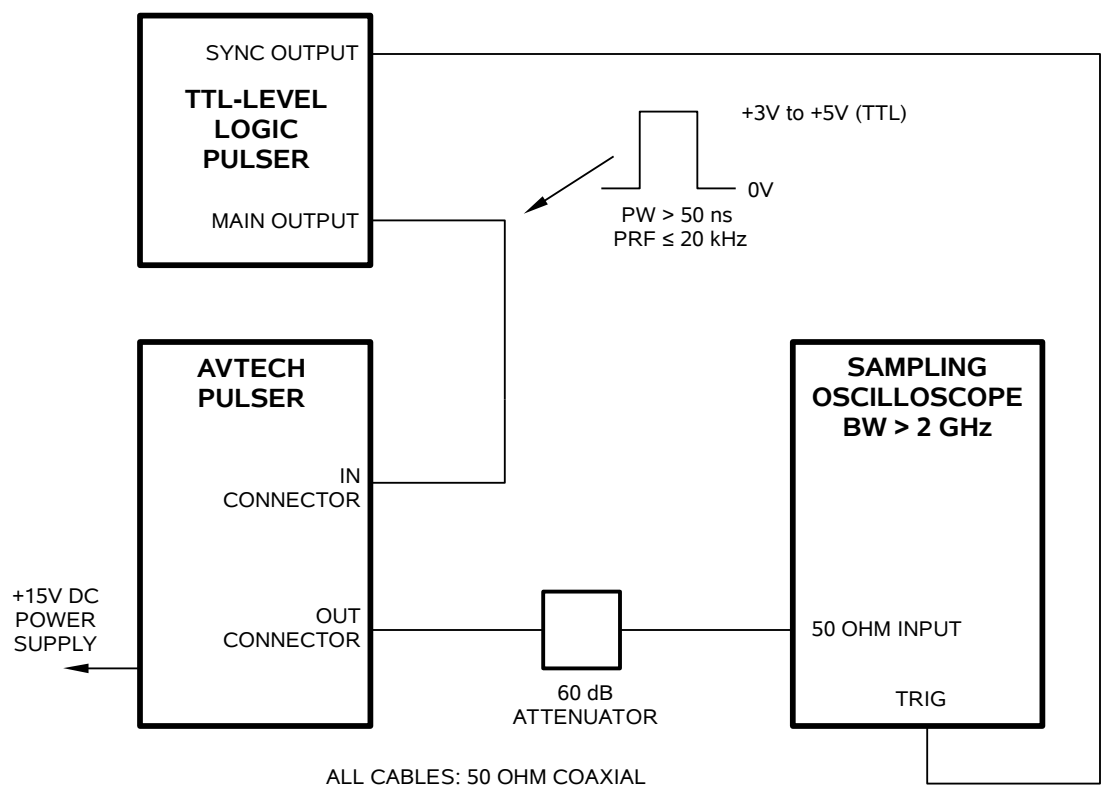 SYNC OUTPUT
TTL-LEVEL
LOGIC
PULSER
MAIN OUTPUT
+3V to +5V (TTL)
0V
PW > 50 ns
PRF ≤ 20 kHz
AVTECH
PULSER
IN
CONNECTOR
OUT
CONNECTOR
+15V DC
POWER
SUPPLY
60 dB
ATTENUATOR
SAMPLING
OSCILLOSCOPE
BW > 2 GHz
50 OHM INPUT
TRIG
ALL CABLES: 50 OHM COAXIAL